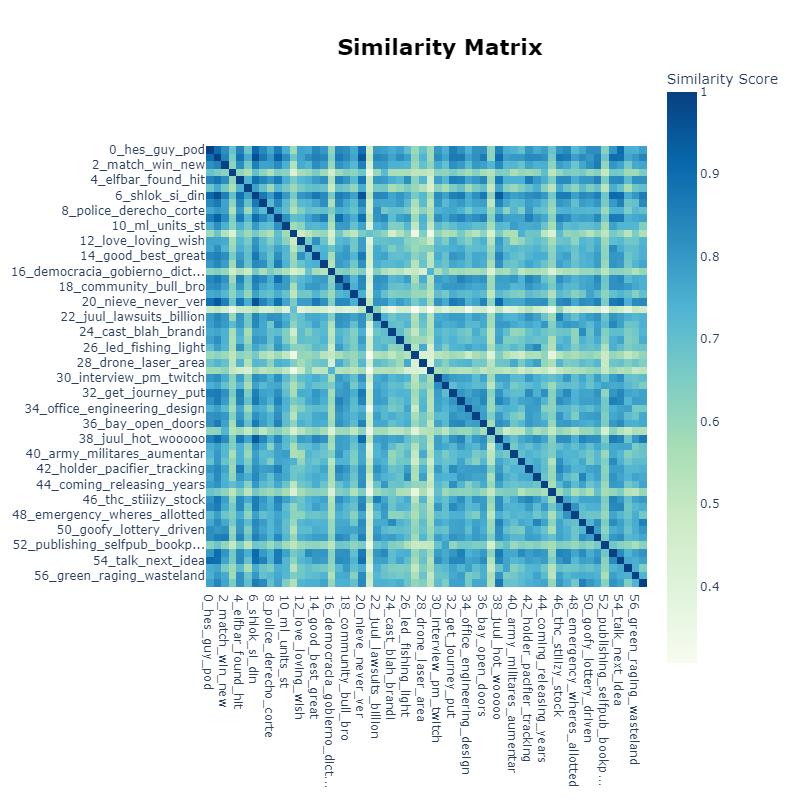 Similarity Matrix
Similarity Score
1
0.9
0.8
0.7
0.6
0.5
0.4
0_hes_guy_pod
2_match_win_new
4_elfbar_found_hit
6_shlok_si_din
8_police_derecho_corte
10_ml_units_st
12_love_loving_wish
14_good_best_great
16_democracia_gobierno_dict...
18_community_bull_bro
20_nieve_never_ver
22_juul_lawsuits_billion
24_cast_blah_brandi
26_led_fishing_light
28_drone_laser_area
30_interview_pm_twitch
32_get_journey_put
34_office_engineering_design
36_bay_open_doors
38_juul_hot_wooooo
40_army_militares_aumentar
42_holder_pacifier_tracking
44_coming_releasing_years
46_thc_stiiizy_stock
48_emergency_wheres_allotted
50_goofy_lottery_driven
52_publishing_selfpub_bookp...
54_talk_next_idea
56_green_raging_wasteland
0_hes_guy_pod
2_match_win_new
4_elfbar_found_hit
6_shlok_si_din
8_police_derecho_corte
10_ml_units_st
12_love_loving_wish
14_good_best_great
16_democracia_gobierno_dict...
18_community_bull_bro
20_nieve_never_ver
22_juul_lawsuits_billion
24_cast_blah_brandi
26_led_fishing_light
28_drone_laser_area
30_interview_pm_twitch
32_get_journey_put
34_office_engineering_design
36_bay_open_doors
38_juul_hot_wooooo
40_army_militares_aumentar
42_holder_pacifier_tracking
44_coming_releasing_years
46_thc_stiiizy_stock
48_emergency_wheres_allotted
50_goofy_lottery_driven
52_publishing_selfpub_bookp...
54_talk_next_idea
56_green_raging_wasteland